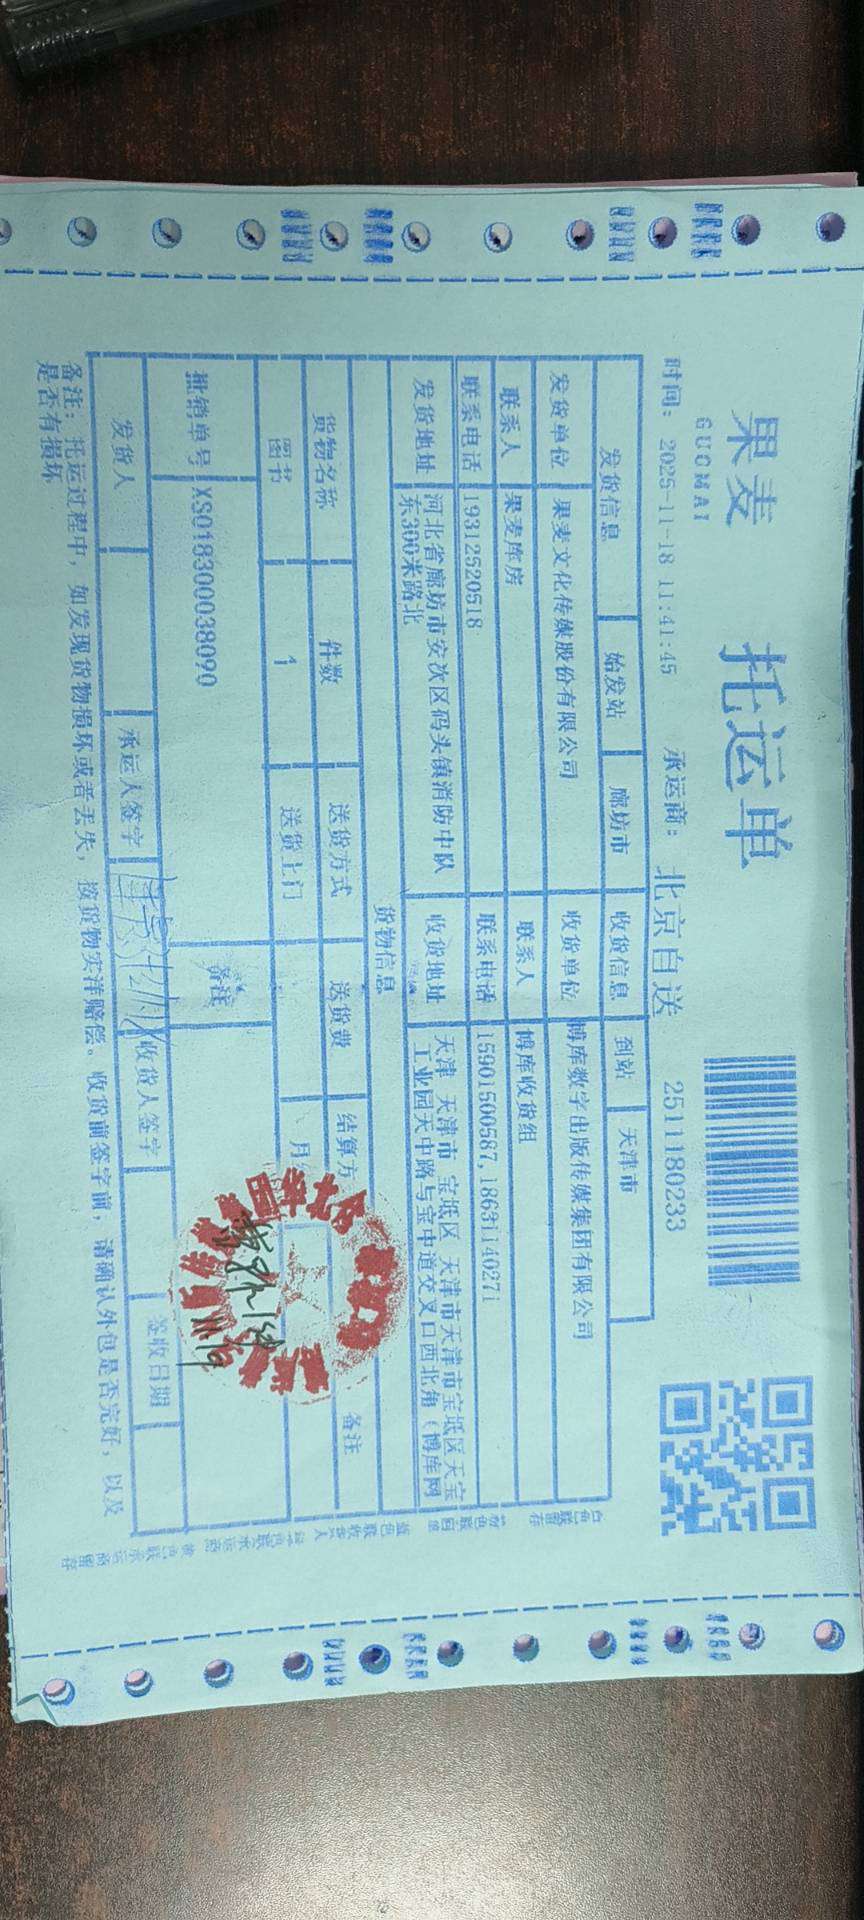 果麦
GUOMAI
托运单
时间: 2025-11-18 11:41:45 承运商: 北京自送 251180233
发货信息 始发站 廊坊市 收货信息 到站 天津市
发货单位 果麦文化传媒股份有限公司 收货单位 博库数字出版传媒集团有限公司
联系人 果麦库房 联系人 博库收货组
联系电话 19312520518 联系电话 15901500587,18631140271
发货地址 河北省廊坊市安次区码头镇消防中队 收货地址 天津 天津市 宝坻区 天津市天津市宝坻区天宝
东300米路北 工业园天中路与宝中道交叉口西北角(博库网
货物信息
货物名称 件数 送货方式 送货费 结算方 备注
图书 1 送货上门 月
批销单号 XS018300038090 备注
发货人 承运人签字 收货人签字 签收日期
备注: 托运过程中, 如发现货物损坏或者丢失, 按货物实洋赔偿。收货前签字前, 请确认外包是否完好, 以及
是否有损坏